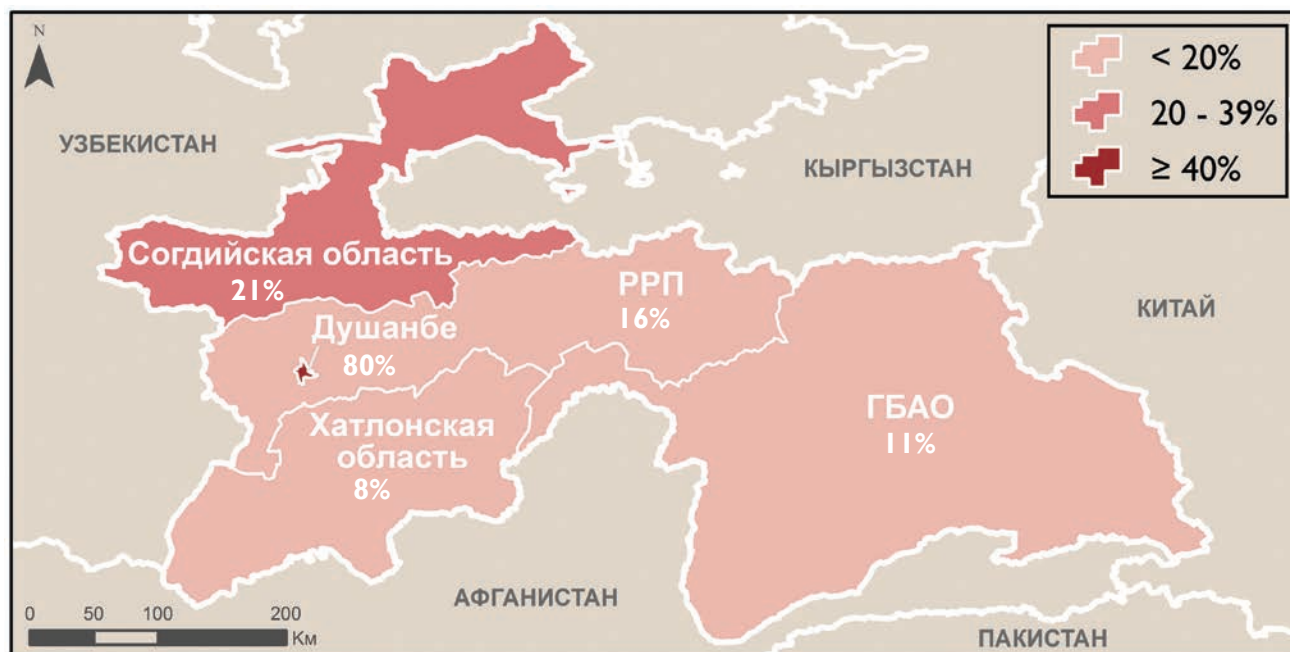 N
< 20%
20 - 39%
≥ 40%
УЗБЕКИСТАН
КЫРГЫЗСТАН
Согдийская область
21%
РРП
16%
КИТАЙ
Душанбе
80%
ГБАО
11%
Хатлонская
область
8%
АФГАНИСТАН
ПАКИСТАН
0 50 100 200
Км